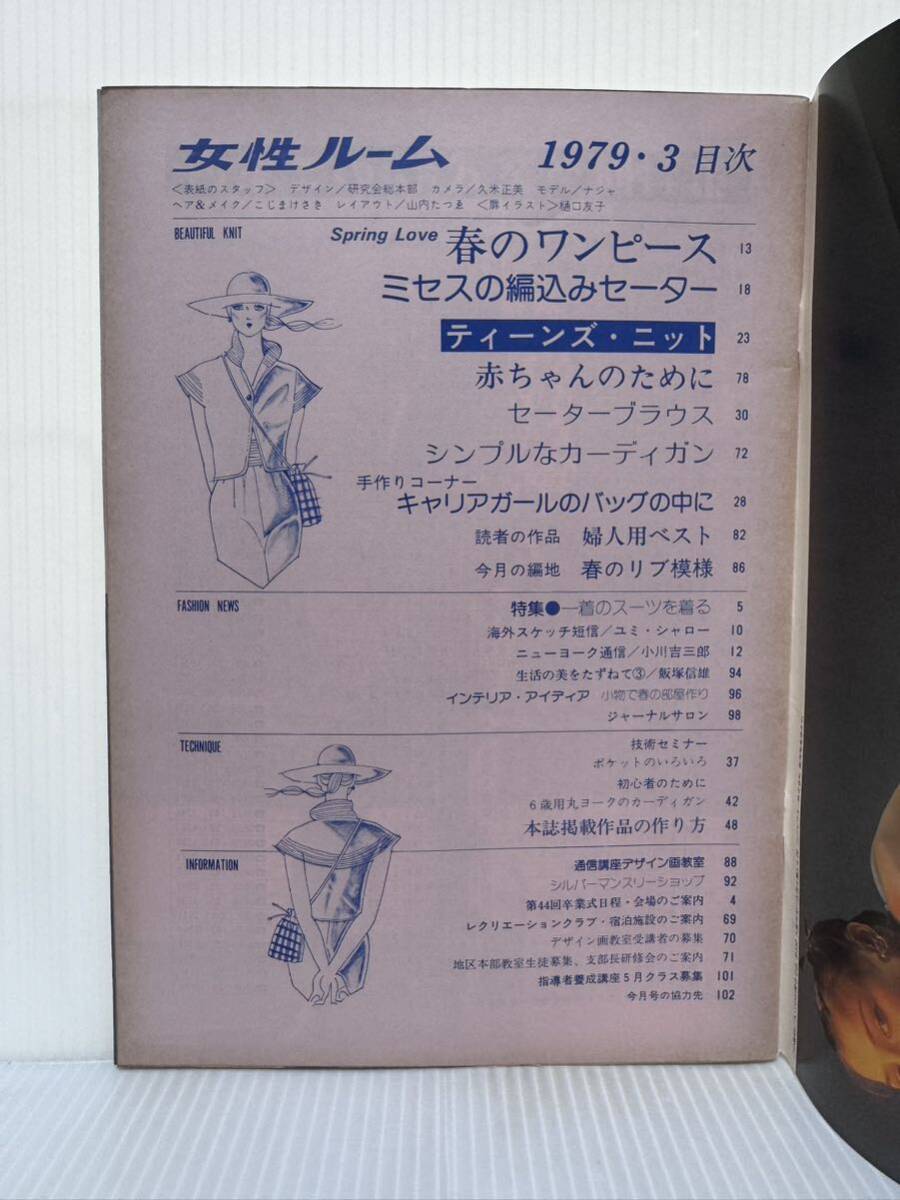 女性ルーム 1979・3 目次
＜表紙のスタッフ＞ デザイン／研究会総本部 カメラ／久米正美 モデル／ナジャ
ヘア&メイク／こじまけさき レイアウト／山内たつゑ ＜扉イラスト＞樋口友子
BEAUTIFUL KNIT
Spring Love 春のワンピース 13
ミセスの編込みセーター 18
ティーンズ・ニット 23
赤ちゃんのために 78
セーターブラウス 30
シンプルなカーディガン 72
手作りコーナー
キャリアガールのバッグの中に 28
読者の作品 婦人用ベスト 82
今月の編地 春のリブ模様 86
FASHION NEWS
特集●一着のスーツを着る 5
海外スケッチ短信／ユミ・シャロー 10
ニューヨーク通信／小川吉三郎 12
生活の美をたずねて③／飯塚信雄 94
インテリア・アイディア 小物で春の部屋作り 96
ジャーナルサロン 98
TECHNIQUE
技術セミナー
ポケットのいろいろ 37
初心者のために
6歳用丸ヨークのカーディガン 42
本誌掲載作品の作り方 48
INFORMATION
通信講座デザイン画教室 88
シルバーマンスリーショップ 92
第44回卒業式日程・会場のご案内 4
レクリエーションクラブ・宿泊施設のご案内 69
デザイン画教室受講者の募集 70
地区本部教室生徒募集、支部長研修会のご案内 71
指導者養成講座5月クラス募集 101
今月号の協力先 102